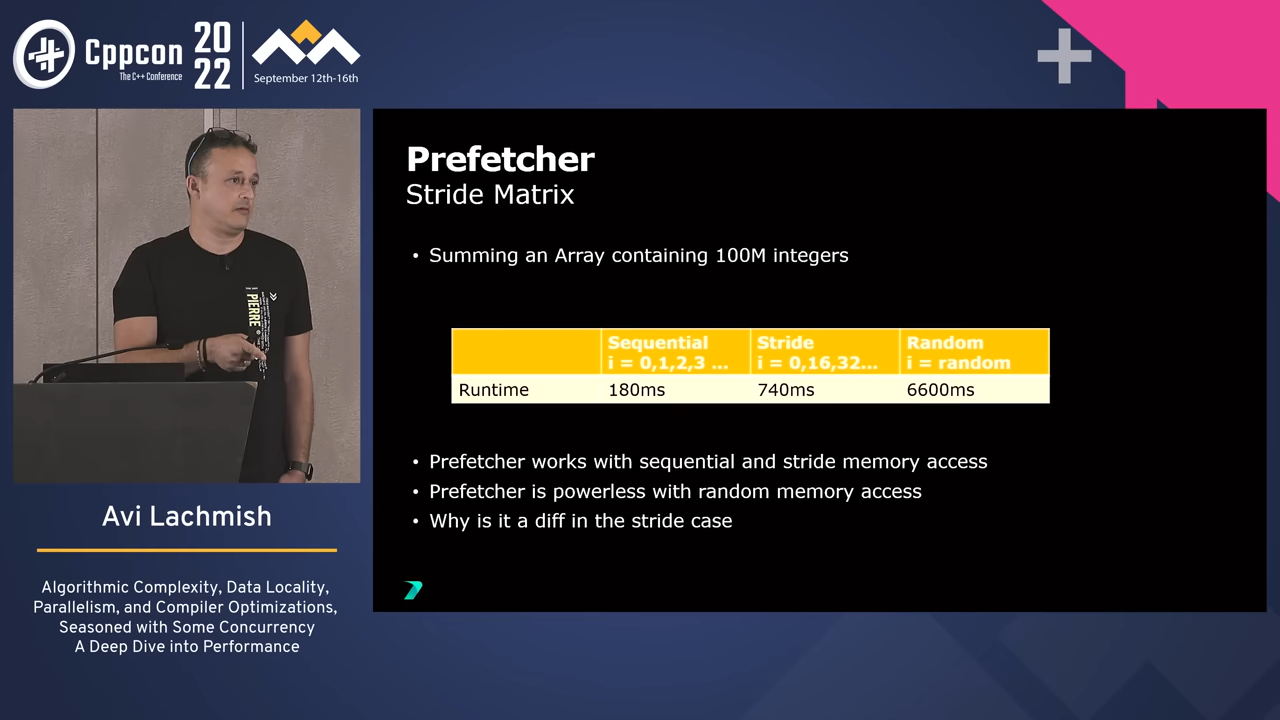 Cppcon
The C++ Conference
20
22
September 12th-16th
PIERRE
Avi Lachmish
Algorithmic Complexity, Data Locality,
Parallelism, and Compiler Optimizations,
Seasoned with Some Concurrency
A Deep Dive into Performance
Prefetcher
Stride Matrix
• Summing an Array containing 100M integers
Sequential Stride Random
i = 0,1,2,3 ... i = 0,16,32... i = random
Runtime 180ms 740ms 6600ms
• Prefetcher works with sequential and stride memory access
• Prefetcher is powerless with random memory access
• Why is it a diff in the stride case